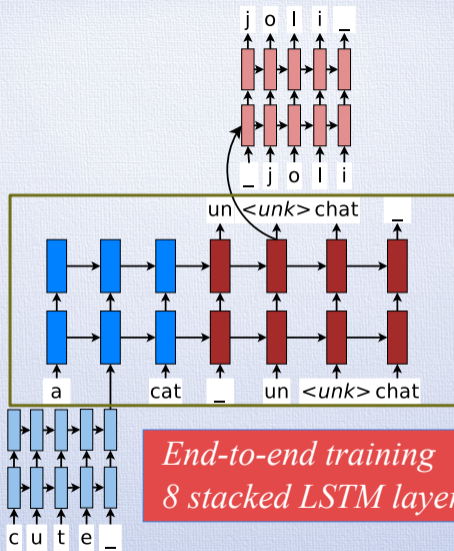 j o l i _
_ j o l i
un <unk> chat _
a cat _ un <unk> chat
End-to-end training
8 stacked LSTM layer
c u t e _